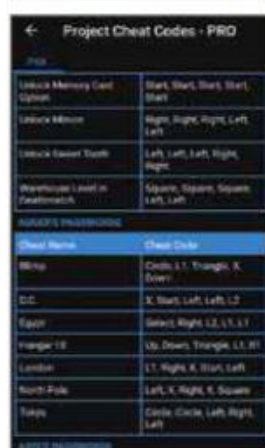 Project Cheat Codes - PRO
Unlock Memory Card Option
Start, Start, Start, Start, Start
Unlock Minion
Right, Right, Right, Left, Left
Unlock Sweet Tooth
Left, Left, Left, Right, Right
Warehouse Level in Deathmatch
Square, Square, Square, Left, Left
PASSWORDS
Cheat Name
Cheat Code
Blimp
Circle, L1, Triangle, X, Down
D.C.
X, Start, Left, Left, L2
Egypt
Select, Right, L2, L1, L1
Hangar 18
Up, Down, Triangle, L1, R1
London
L1, Right, X, Start, Left
North Pole
Left, X, Right, X, Square
Tokyo
Circle, Circle, Left, Right, Left
PASSWORDS